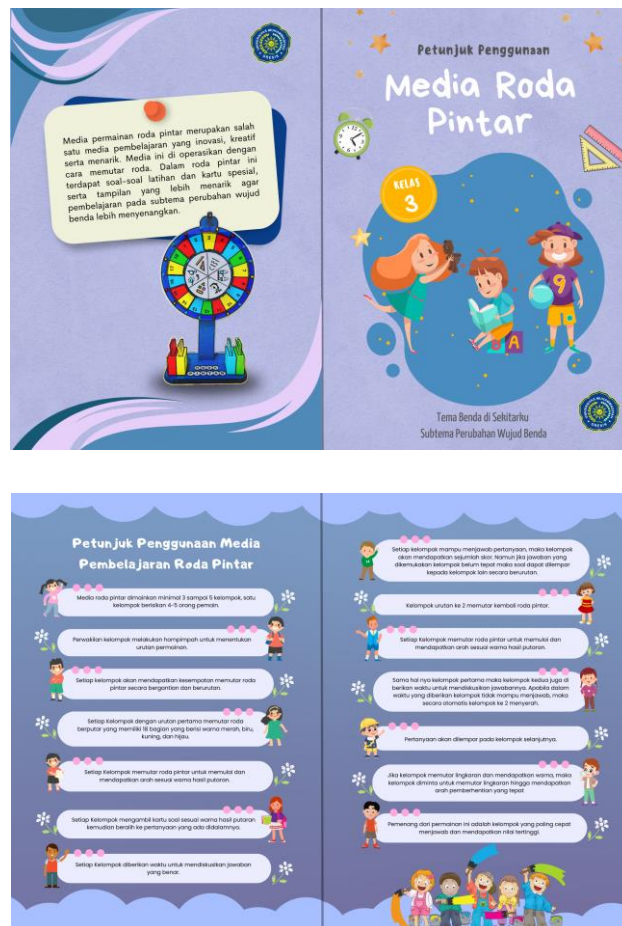 Media permainan roda pintar merupakan salah
satu media pembelajaran yang inovasi, kreatif
serta menarik. Media ini di operasikan dengan
cara memutar roda. Dalam roda pintar ini
terdapat soal-soal latihan dan kartu spesial,
serta tampilan yang lebih menarik agar
pembelajaran pada subtema perubahan wujud
benda lebih menyenangkan.
Petunjuk Penggunaan
Media Roda
Pintar
KELAS
3
9
A
Tema Benda di Sekitarku
Subtema Perubahan Wujud Benda
Petunjuk Penggunaan Media
Pembelajaran Roda Pintar
Media roda pintar dimainkan minimal 3 sampai 5 kelompok, satu
kelompok berisikan 4-5 orang pemain.
Perwakilan kelompok melakukan hompimpah untuk menentukan
urutan permainan.
Setiap kelompok akan mendapatkan kesempatan memutar roda
pintar secara bergantian dan berurutan.
Setiap Kelompok dengan urutan pertama memutar roda
berputar yang memiliki 18 bagian yang berisi warna merah, biru,
kuning, dan hijau.
Setiap Kelompok memutar roda pintar untuk memulai dan
mendapatkan arah sesuai warna hasil putaran.
Setiap Kelompok mengambil kartu soal sesuai warna hasil putaran
kemudian beralih ke pertanyaan yang ada didalamnya.
Setiap Kelompok diberikan waktu untuk mendiskusikan jawaban
yang benar.
Setiap kelompok mampu menjawab pertanyaan, maka kelompok
akan mendapatkan sejumlah skor. Namun jika jawaban yang
dikemukakan kelompok belum tepat maka soal dapat dilempar
kepada kelompok lain secara berurutan.
Kelompok urutan ke 2 memutar kembali roda pintar.
Setiap Kelompok memutar roda pintar untuk memulai dan
mendapatkan arah sesuai warna hasil putaran.
Sama hal nya kelompok pertama maka kelompok kedua juga di
berikan waktu untuk mendiskusikan jawabannya. Apabila dalam
waktu yang diberikan kelompok tidak mampu menjawab, maka
secara otomatis kelompok ke 2 menyerah.
Pertanyaan akan dilempar pada kelompok selanjutnya.
Jika kelompok memutar lingkaran dan mendapatkan warna, maka
kelompok diminta untuk memutar lingkaran hingga mendapatkan
arah pemberhentian yang tepat
Pemenang dari permainan ini adalah kelompok yang paling cepat
menjawab dan mendapatkan nilai tertinggi.